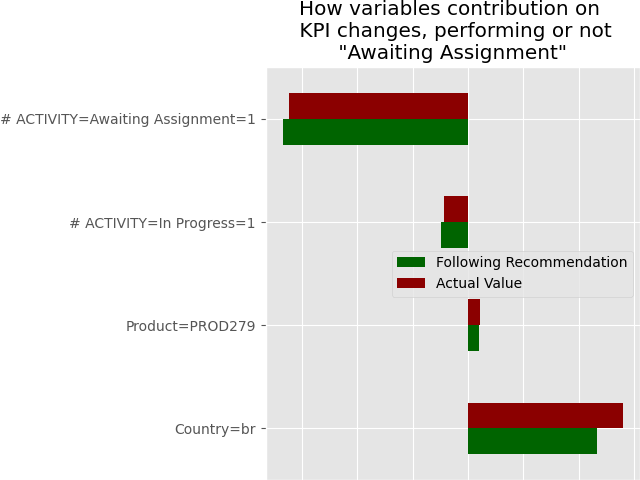 How variables contribution on
KPI changes, performing or not
"Awaiting Assignment"
# ACTIVITY=Awaiting Assignment=1
# ACTIVITY=In Progress=1
Following Recommendation
Actual Value
Product=PROD279
Country=br